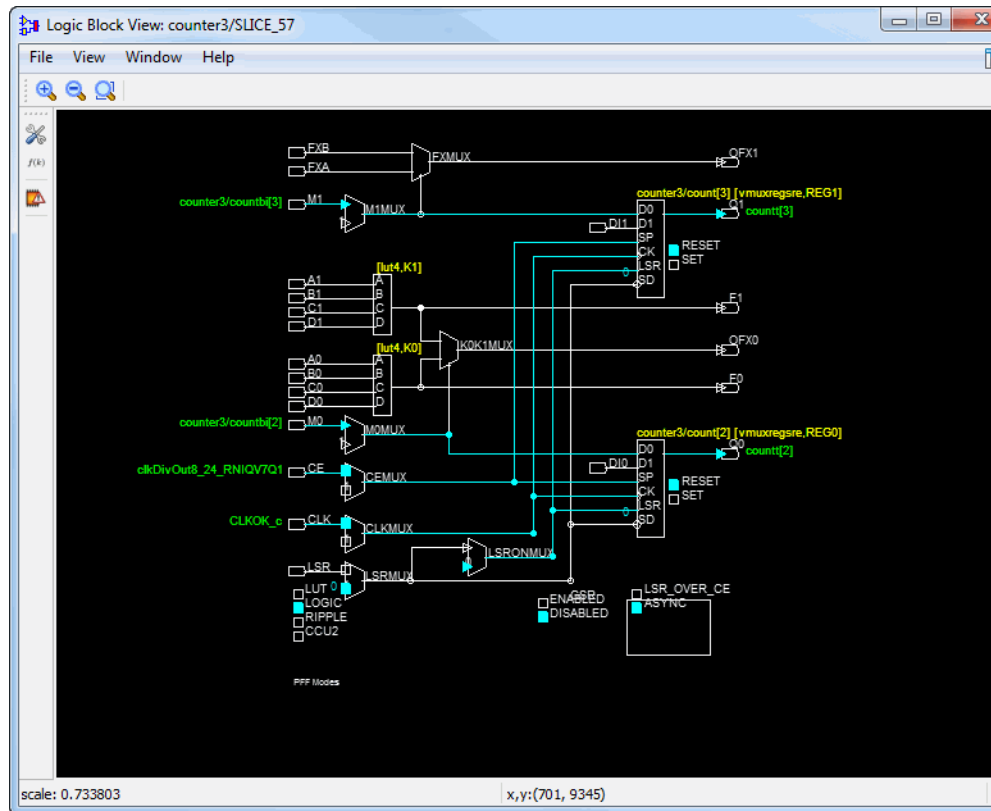 Logic Block View: counter3/SLICE_57
File View Window Help
f(k)
FXB
FXA
FXMUX
OFX1
counter3/countbi[3]
M1
M1MUX
counter3/count[3] [vmuxregsre,REG1]
D0
D1
SP
CK
LSR
SD
DI1
0
RESET
SET
Q1
countt[3]
[lut4,K1]
A1
B1
C1
D1
A
B
C
D
F1
K0K1MUX
OFX0
[lut4,K0]
A0
B0
C0
D0
A
B
C
D
F0
counter3/countbi[2]
M0
M0MUX
counter3/count[2] [vmuxregsre,REG0]
D0
D1
SP
CK
LSR
SD
DI0
0
RESET
SET
Q0
countt[2]
clkDivOut8_24_RNIQV7Q1
CE
CEMUX
CLKOK_c
CLK
CLKMUX
LSR
0
LSRMUX
0
LSRONMUX
LUT
LOGIC
RIPPLE
CCU2
GSR
ENABLED
DISABLED
LSR_OVER_CE
ASYNC
PFF Modes
scale: 0.733803
x,y:(701, 9345)